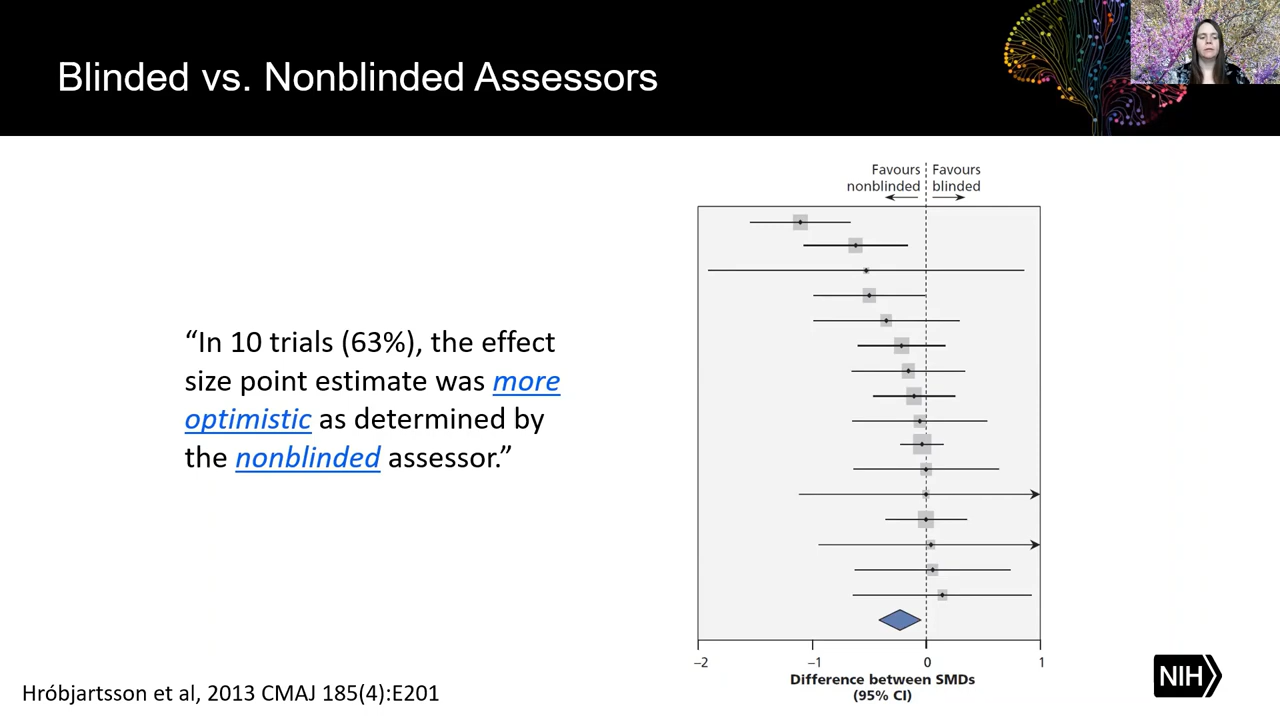 Blinded vs. Nonblinded Assessors
Favours
nonblinded
Favours
blinded
“In 10 trials (63%), the effect
size point estimate was more
optimistic as determined by
the nonblinded assessor.”
–2
–1
0
1
Difference between SMDs
(95% CI)
Hróbjartsson et al, 2013 CMAJ 185(4):E201
NIH